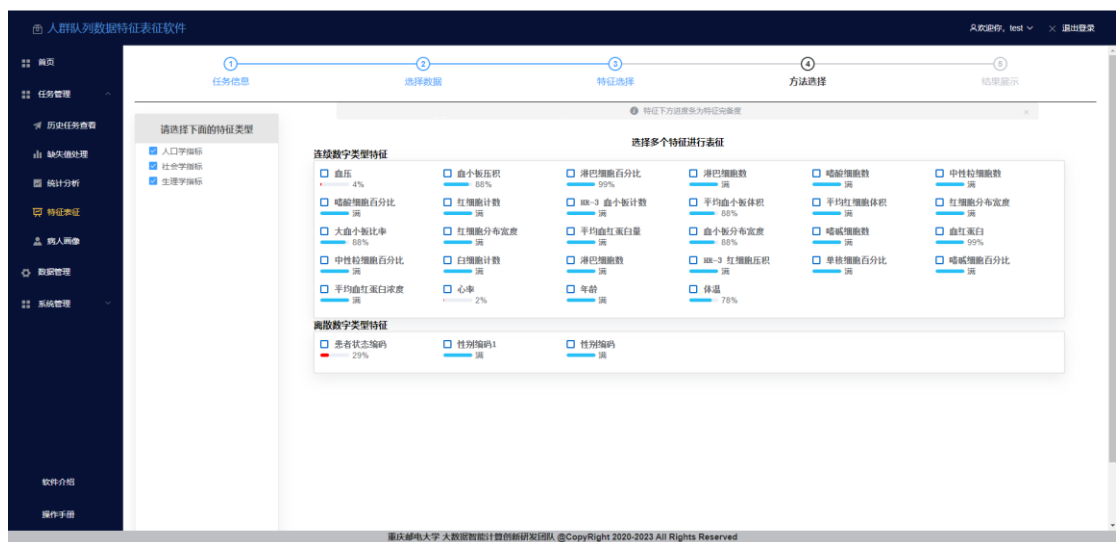 人群队列数据特征表征软件
欢迎你, test
退出登录
首页
任务管理
历史任务查看
缺失值处理
统计分析
特征表征
病人画像
数据管理
系统管理
软件介绍
操作手册
1 2 3 4 5
任务信息 选择数据 特征选择 方法选择 结果展示
特征下方进度条为特征完备度
请选择下面的特征类型
人口学指标
社会学指标
生理学指标
选择多个特征进行表征
连续数字类型特征
血压 血小板压积 淋巴细胞百分比 淋巴细胞数 嗜酸细胞数 中性粒细胞数
4% 88% 99% 满 满 满
嗜酸细胞百分比 红细胞计数 HR-3 血小板计数 平均血小板体积 平均红细胞体积 红细胞分布宽度
满 满 满 88% 满 满
大血小板比率 红细胞分布宽度 平均血红蛋白量 血小板分布宽度 嗜碱细胞数 血红蛋白
88% 满 满 88% 满 99%
中性粒细胞百分比 白细胞计数 淋巴细胞数 HR-3 红细胞压积 单核细胞百分比 嗜碱细胞百分比
满 满 满 满 满 满
平均血红蛋白浓度 心率 年龄 体温
满 2% 满 78%
离散数字类型特征
患者状态编码 性别编码1 性别编码
29% 满 满
重庆邮电大学 大数据智能计算创新研发团队 @CopyRight 2020-2023 All Rights Reserved